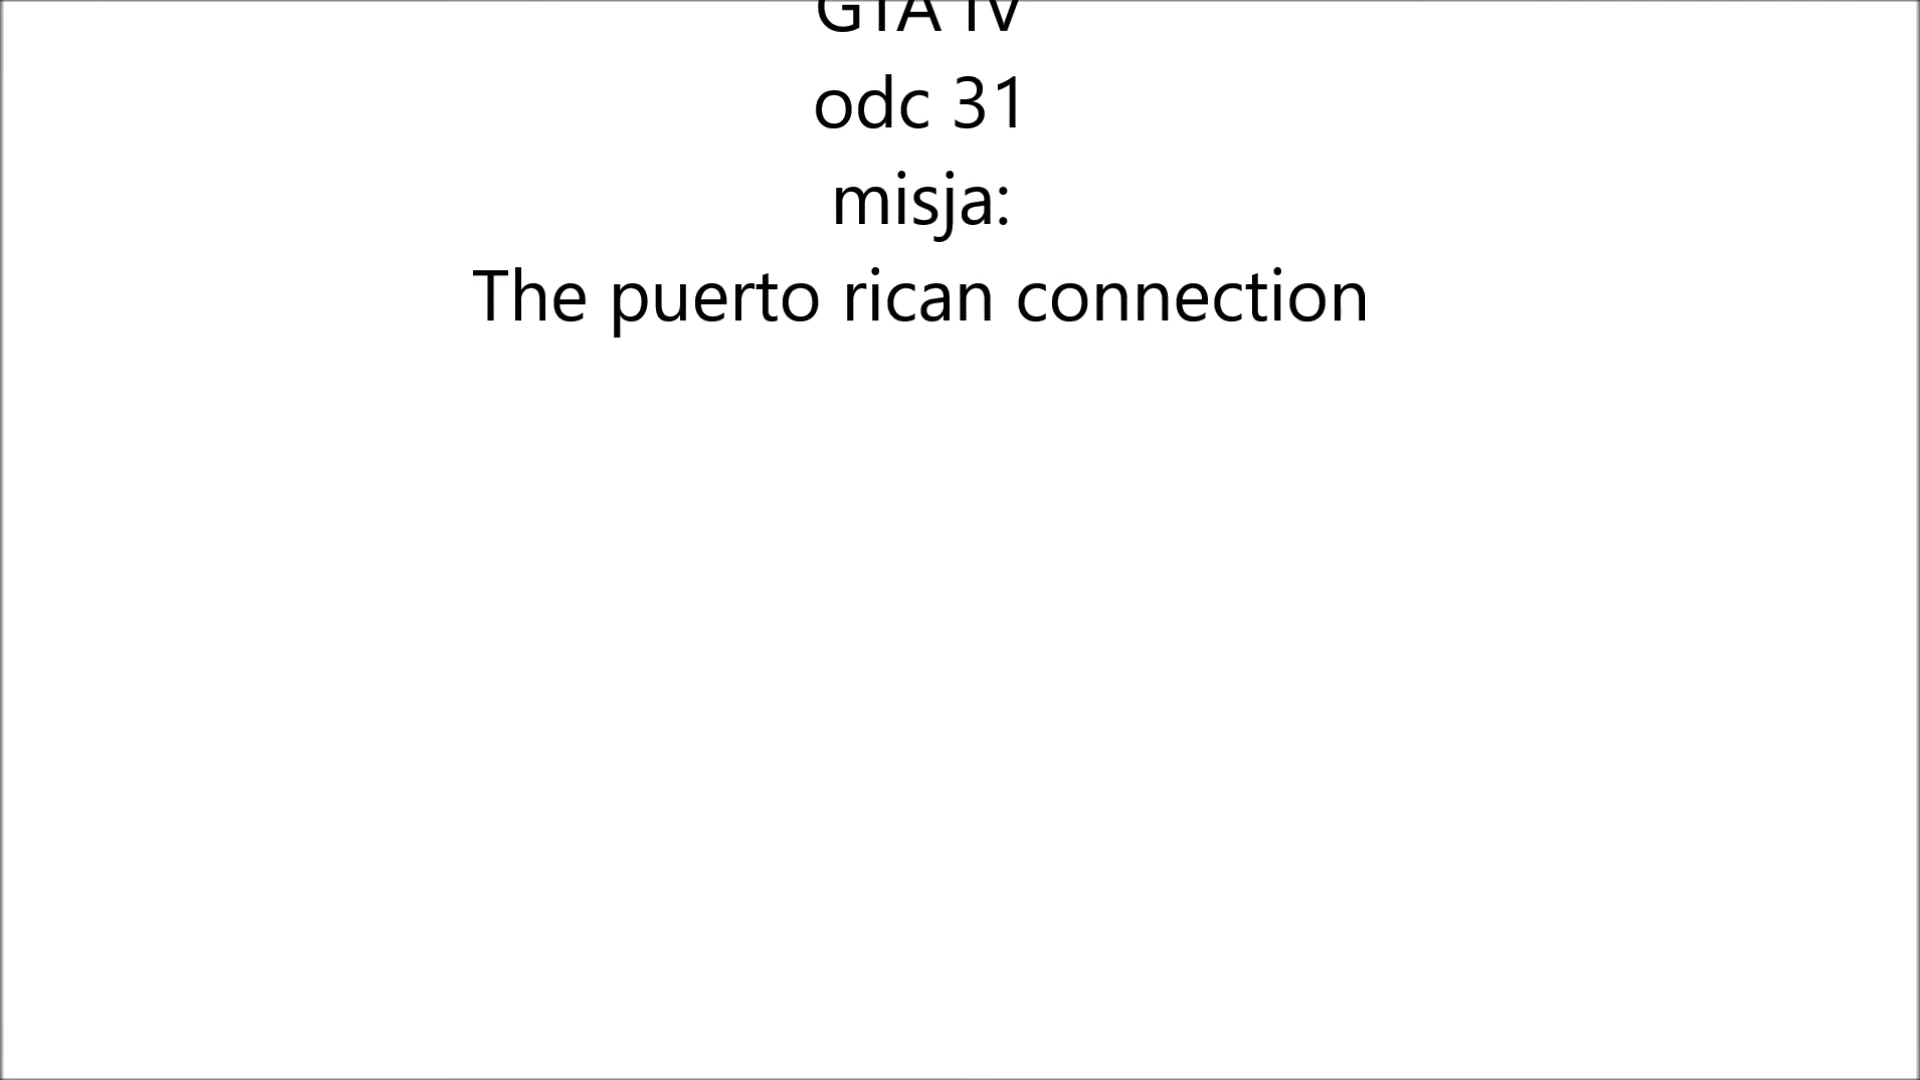 GTA IV
odc 31
misja:
The puerto rican connection